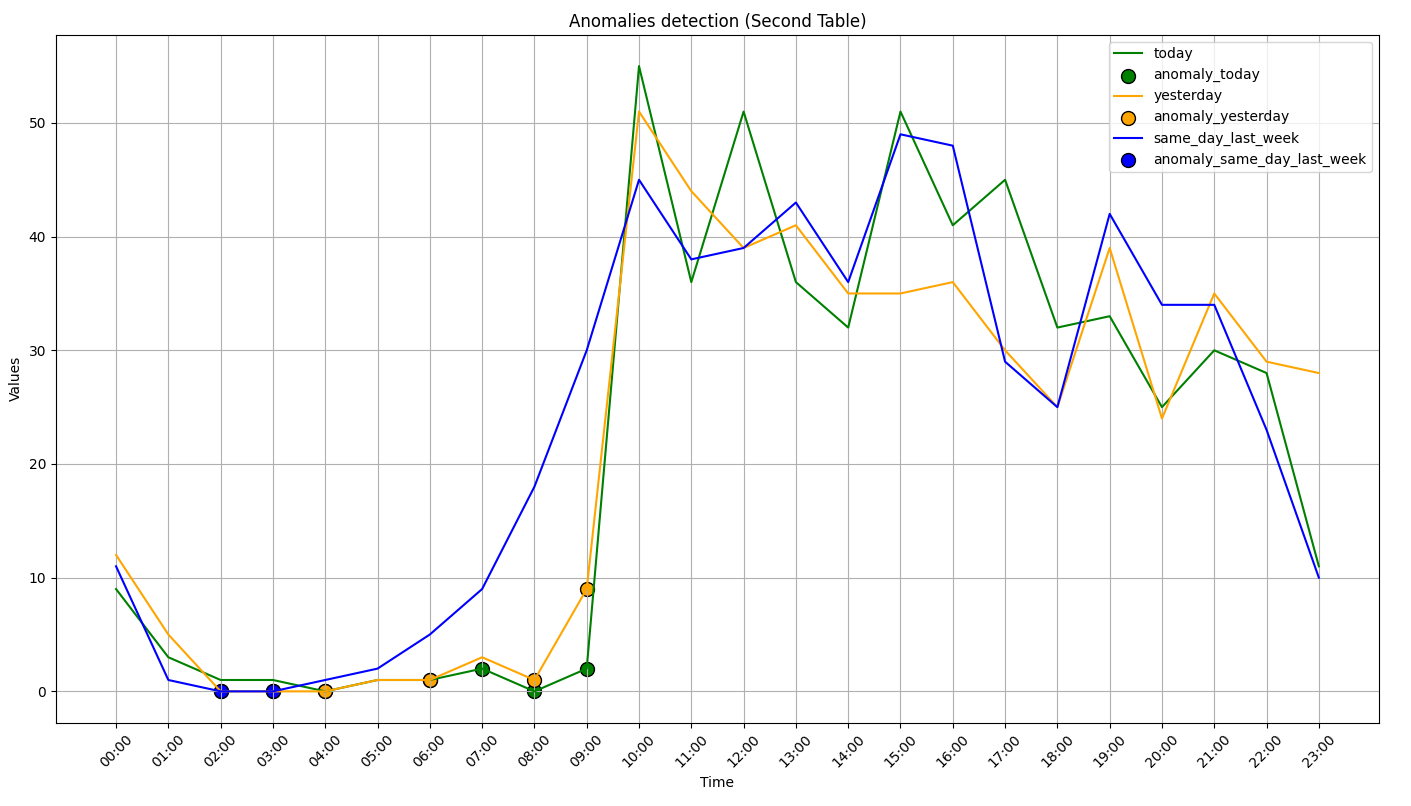 Anomalies detection (Second Table)
today
anomaly_today
yesterday
anomaly_yesterday
same_day_last_week
anomaly_same_day_last_week
Values
50
40
30
20
10
0
00:00 01:00 02:00 03:00 04:00 05:00 06:00 07:00 08:00 09:00 10:00 11:00 12:00 13:00 14:00 15:00 16:00 17:00 18:00 19:00 20:00 21:00 22:00 23:00
Time